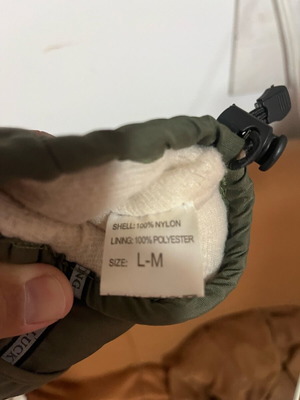 SHELL: 100% NYLON
LINING: 100% POLYESTER
SIZE: L-M